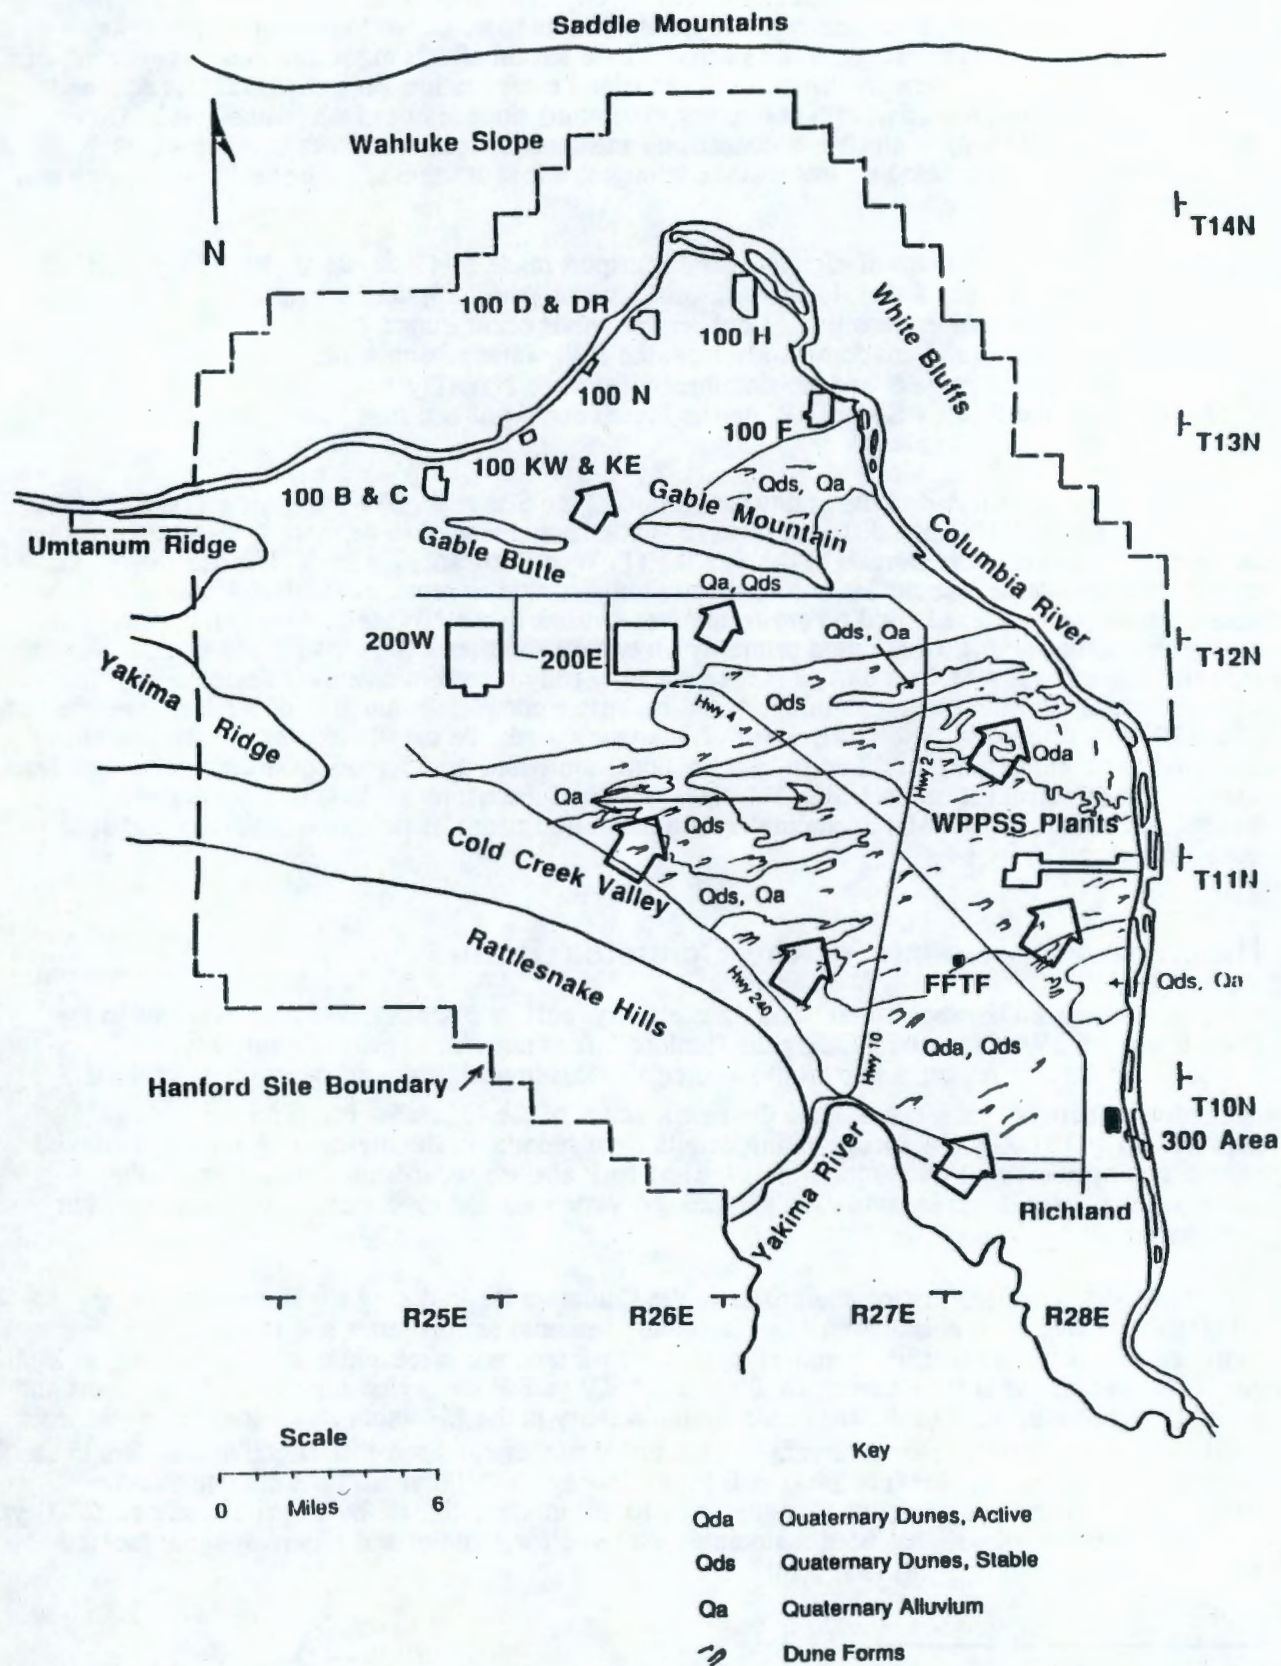 Saddle Mountains
Wahluke Slope
N
T14N
100 D & DR
100 H
White Bluffs
100 N
100 F
T13N
100 KW & KE
100 B & C
Qds, Qa
Gable Mountain
Umtanum Ridge
Gable Butte
Columbia River
Qa, Qds
200W
200E
Qds, Qa
T12N
Yakima Ridge
Hwy 4
Qds
Hwy 2
Qda
Qa
Qds
WPPSS Plants
Cold Creek Valley
T11N
Qds, Qa
Rattlesnake Hills
Hwy 240
FFTF
Qds, Qa
Hwy 10
Qda, Qds
Hanford Site Boundary
T10N
300 Area
Yakima River
Richland
R25E
R26E
R27E
R28E
Scale
0 Miles 6
Key
Qda Quaternary Dunes, Active
Qds Quaternary Dunes, Stable
Qa Quaternary Alluvium
Dune Forms